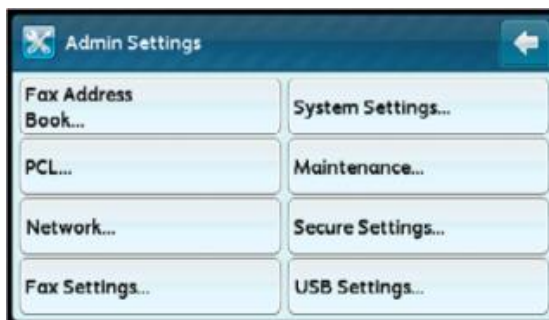 Admin Settings
Fax Address
Book...
System Settings...
PCL...
Maintenance...
Network...
Secure Settings...
Fax Settings...
USB Settings...